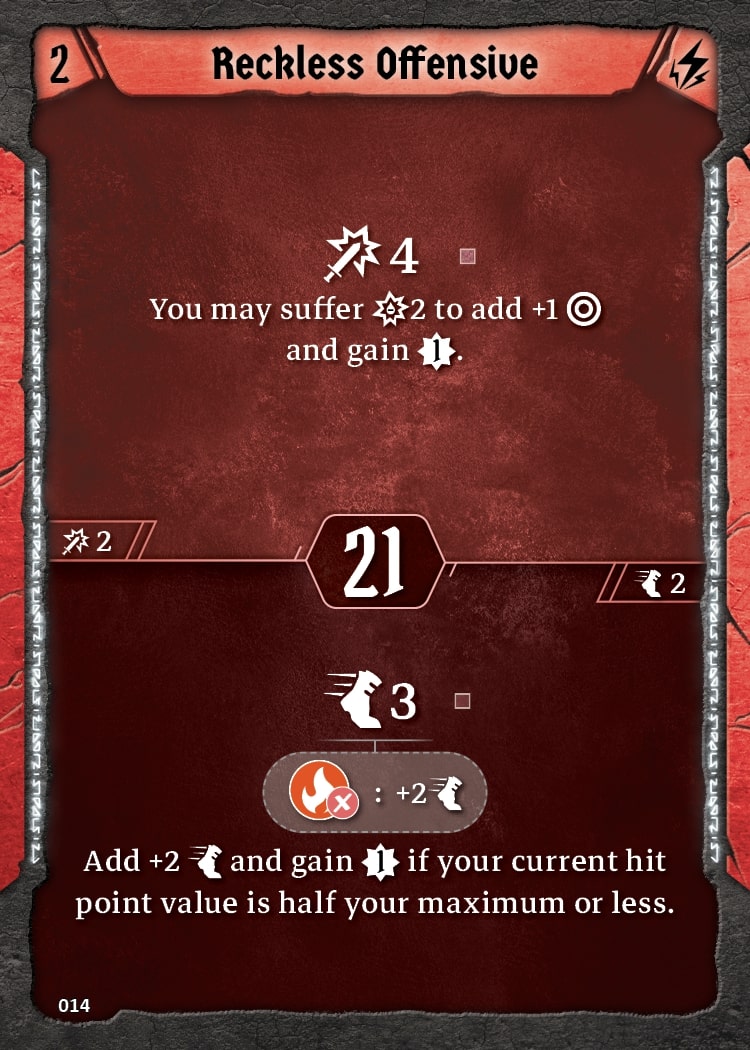 2 Reckless Offensive
4
You may suffer 2 to add +1
and gain 1.
2
21
2
3
: +2
Add +2 and gain 1 if your current hit
point value is half your maximum or less.
014